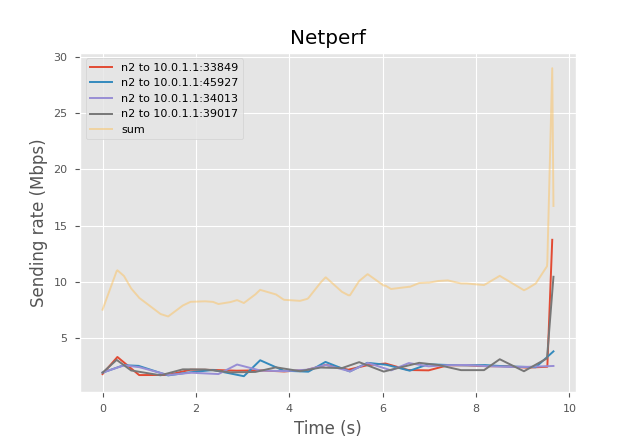 Netperf
n2 to 10.0.1.1:33849
n2 to 10.0.1.1:45927
n2 to 10.0.1.1:34013
n2 to 10.0.1.1:39017
sum
Sending rate (Mbps)
30
25
20
15
10
5
0 2 4 6 8 10
Time (s)